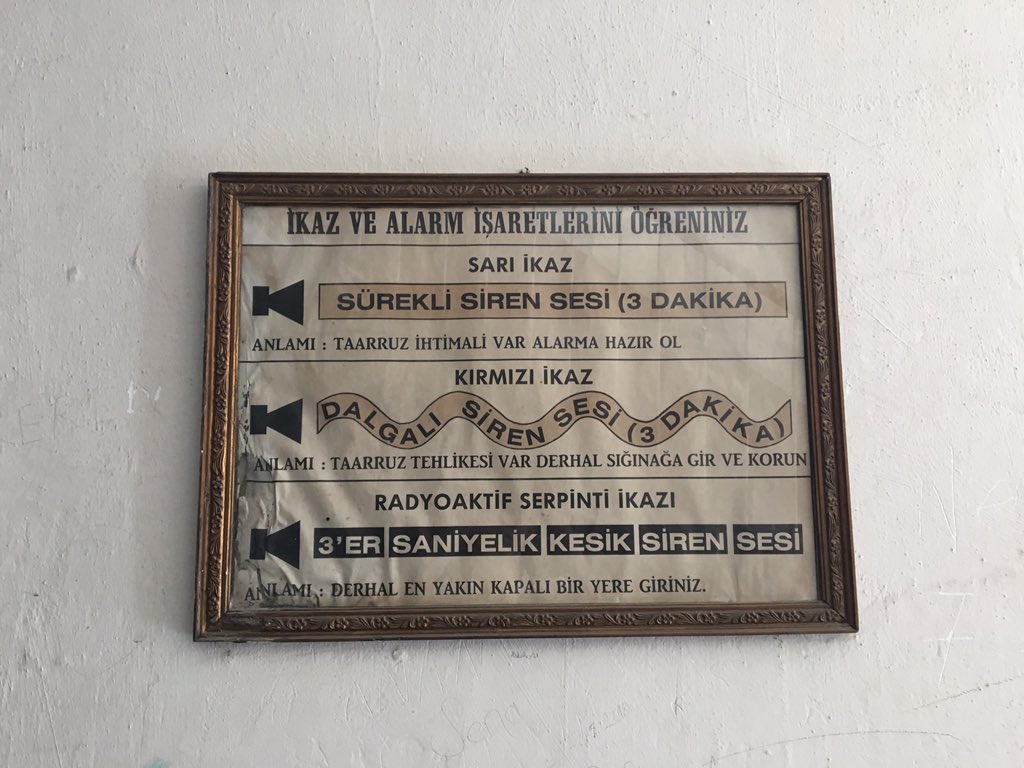 İKAZ VE ALARM İŞARETLERİNİ ÖĞRENİNİZ
SARI İKAZ
SÜREKLİ SİREN SESİ (3 DAKİKA)
ANLAMI : TAARRUZ İHTİMALİ VAR ALARMA HAZIR OL
KIRMIZI İKAZ
DALGALI SİREN SESİ (3 DAKİKA)
ANLAMI : TAARRUZ TEHLİKESİ VAR DERHAL SIĞINAĞA GİR VE KORUN
RADYOAKTİF SERPİNTİ İKAZI
3'ER SANİYELİK KESİK SİREN SESİ
ANLAMI : DERHAL EN YAKIN KAPALI BİR YERE GİRİNİZ.